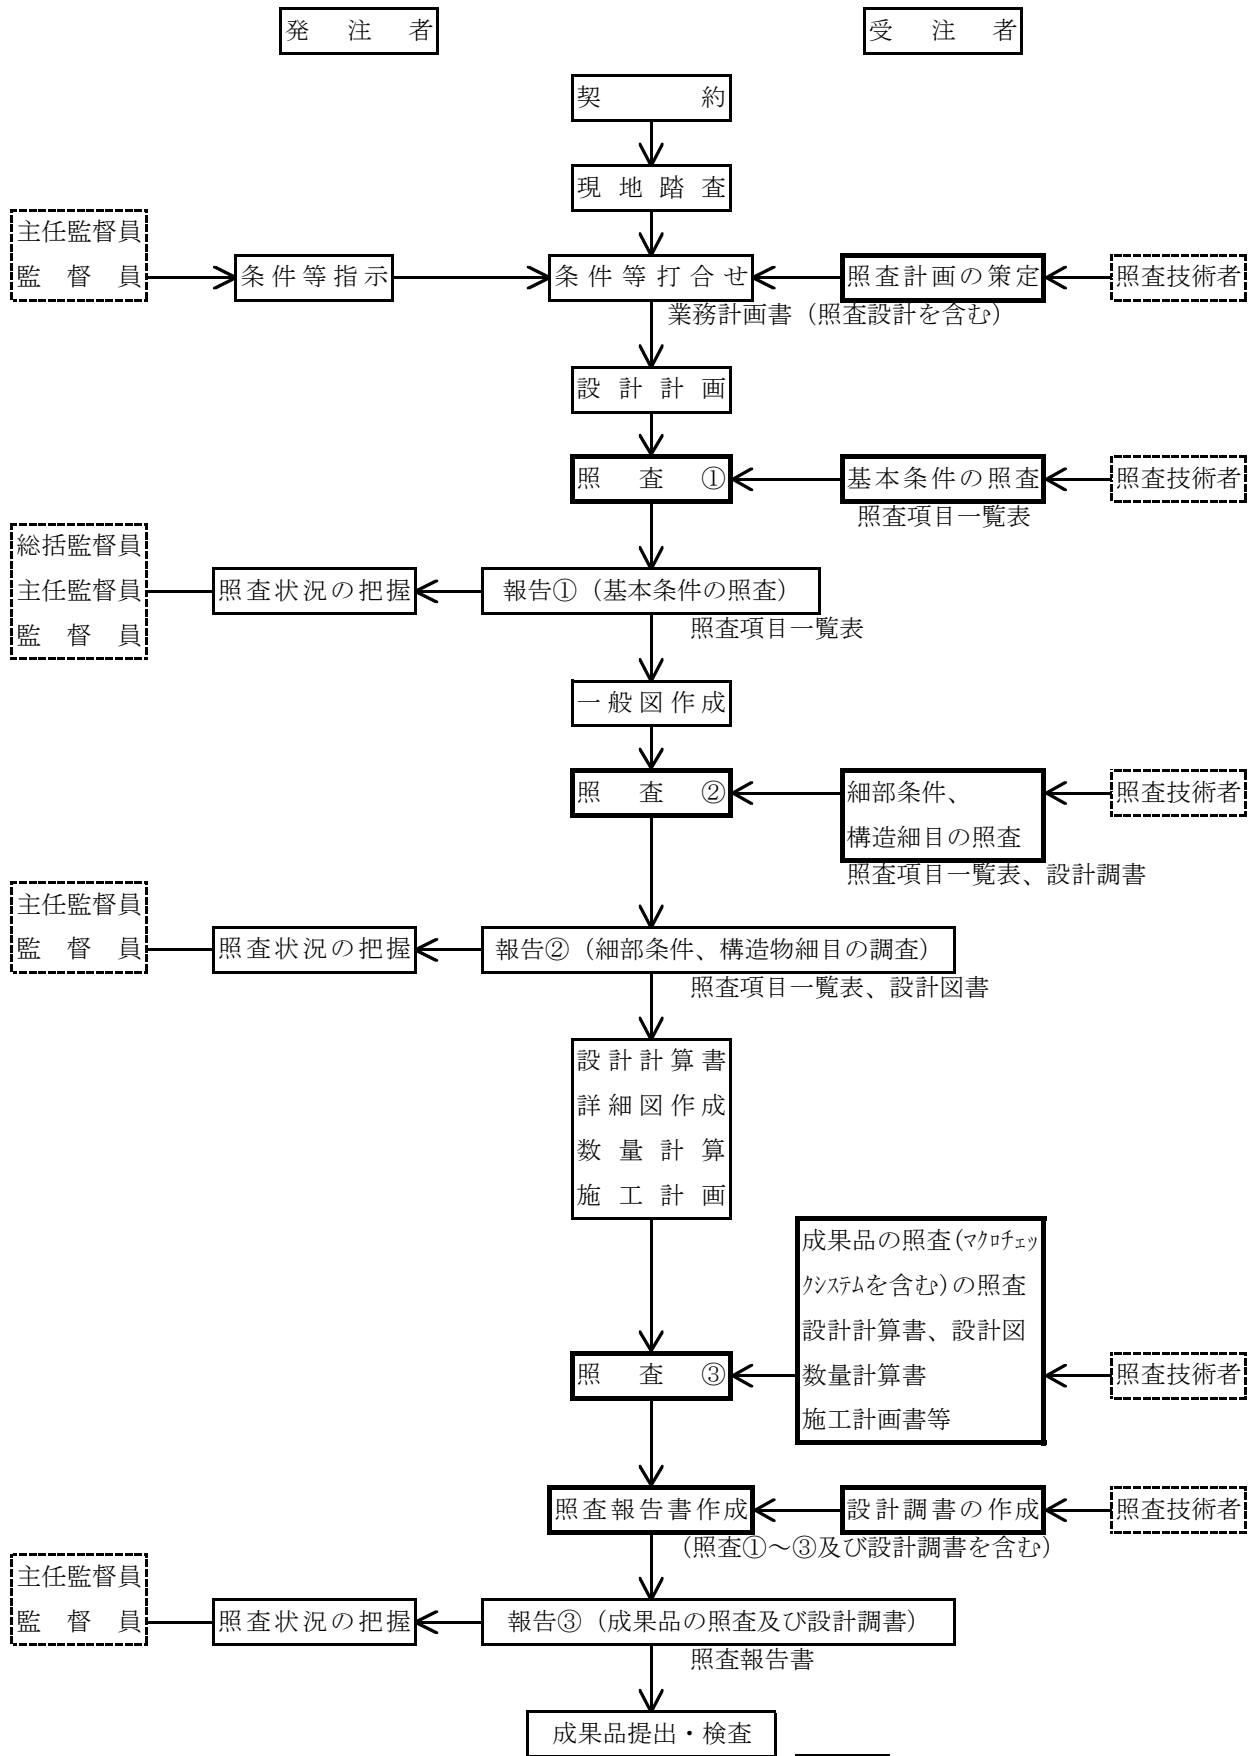 発注者
受注者
契約
現地踏査
主任監督員
監督員
条件等指示
条件等打合せ
照査計画の策定
照査技術者
業務計画書（照査設計を含む）
設計計画
照査①
基本条件の照査
照査技術者
照査項目一覧表
総括監督員
主任監督員
監督員
照査状況の把握
報告①（基本条件の照査）
照査項目一覧表
一般図作成
照査②
細部条件、
構造細目の照査
照査技術者
照査項目一覧表、設計調書
主任監督員
監督員
照査状況の把握
報告②（細部条件、構造物細目の調査）
照査項目一覧表、設計図書
設計計算書
詳細図作成
数量計算
施工計画
成果品の照査(ﾏｸﾛﾁｪｯ
ｸｼｽﾃﾑを含む)の照査
設計計算書、設計図
数量計算書
施工計画書等
照査③
照査技術者
照査報告書作成
設計調書の作成
照査技術者
（照査①～③及び設計調書を含む）
主任監督員
監督員
照査状況の把握
報告③（成果品の照査及び設計調書）
照査報告書
成果品提出・検査